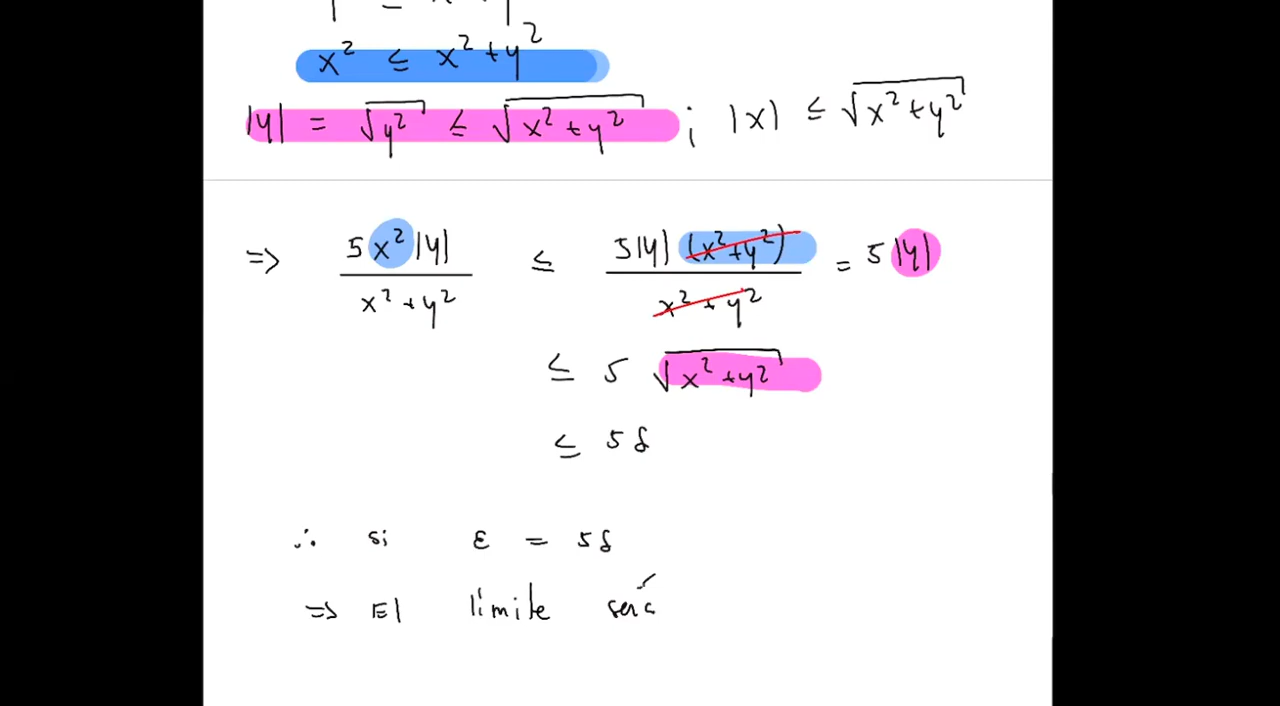 x² ≤ x² + y²
|y| = √y² ≤ √x² + y² ; |x| ≤ √x² + y²
⇒ 5x²|y| / x² + y² ≤ 5|y| (x² + y²) / x² + y² = 5|y|
≤ 5 √x² + y²
≤ 5δ
∴ si ε = 5δ
⇒ El límite será